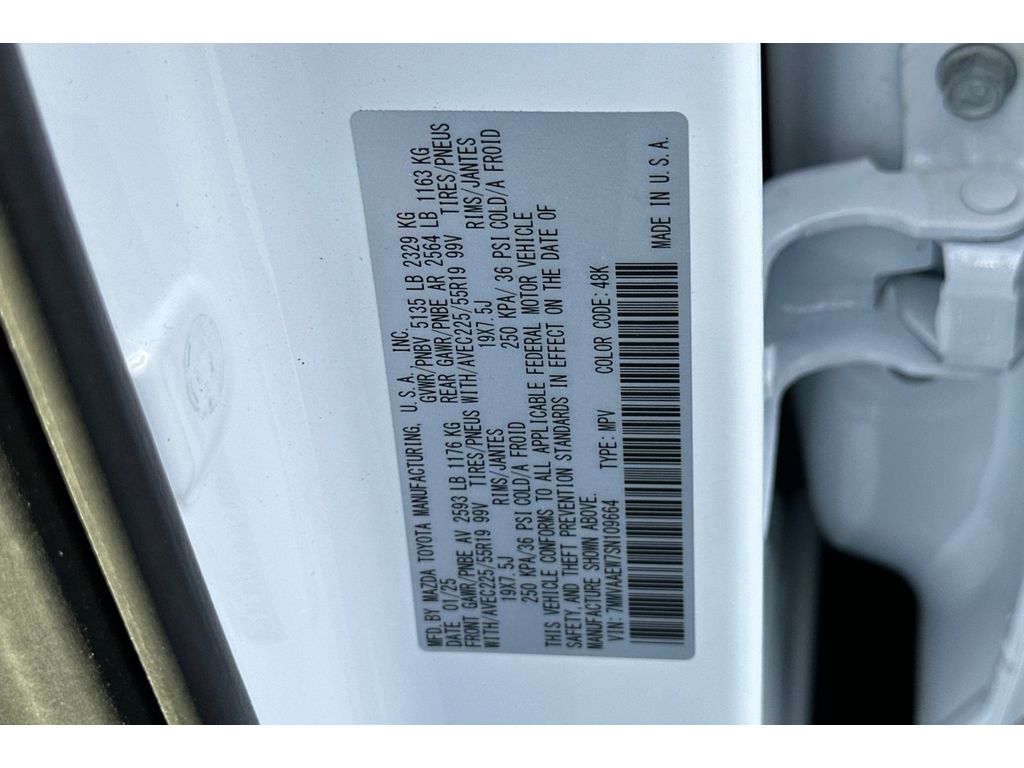 MFD. BY MAZDA TOYOTA MANUFACTURING, U.S.A. INC.
DATE 01/25 GVWR/PNBV 5135 LB 2329 KG
FRONT GAWR/PNBE AV 2593 LB 1176 KG REAR GAWR/PNBE AR 2564 LB 1163 KG
WITH/AVEC225/55R19 99V TIRES/PNEUS WITH/AVEC225/55R19 99V TIRES/PNEUS
19X7.5J RIMS/JANTES 19X7.5J RIMS/JANTES
250 KPA/36 PSI COLD/A FROID 250 KPA/ 36 PSI COLD/A FROID
THIS VEHICLE CONFORMS TO ALL APPLICABLE FEDERAL MOTOR VEHICLE
SAFETY, AND THEFT PREVENTION STANDARDS IN EFFECT ON THE DATE OF
MANUFACTURE SHOWN ABOVE.
VIN: 7MMVAAEW7SN109664 TYPE: MPV COLOR CODE: 48K
MADE IN U.S.A.